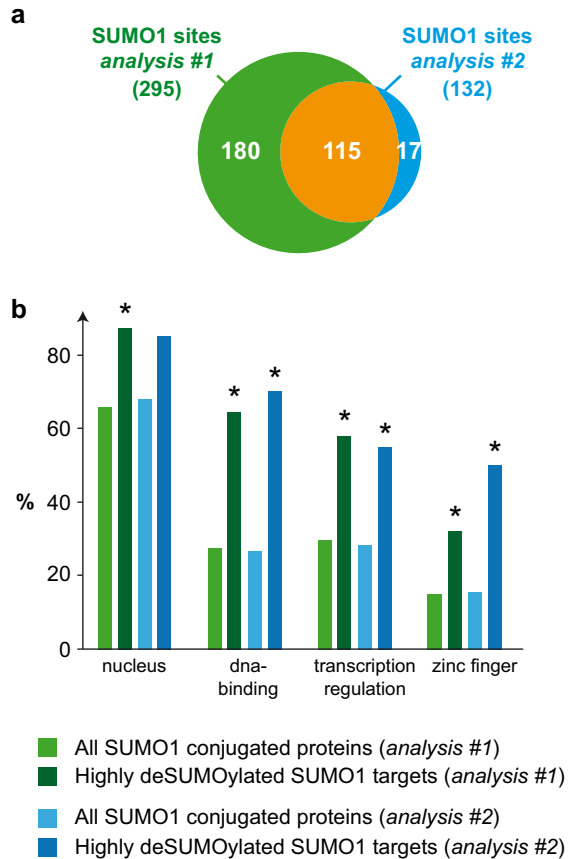 a
SUMO1 sites
analysis #1
(295)
SUMO1 sites
analysis #2
(132)
180
115
17
b
*
*
*
*
*
*
*
80
60
40
20
0
%
nucleus
dna-
binding
transcription
regulation
zinc finger
All SUMO1 conjugated proteins (analysis #1)
Highly deSUMOylated SUMO1 targets (analysis #1)
All SUMO1 conjugated proteins (analysis #2)
Highly deSUMOylated SUMO1 targets (analysis #2)